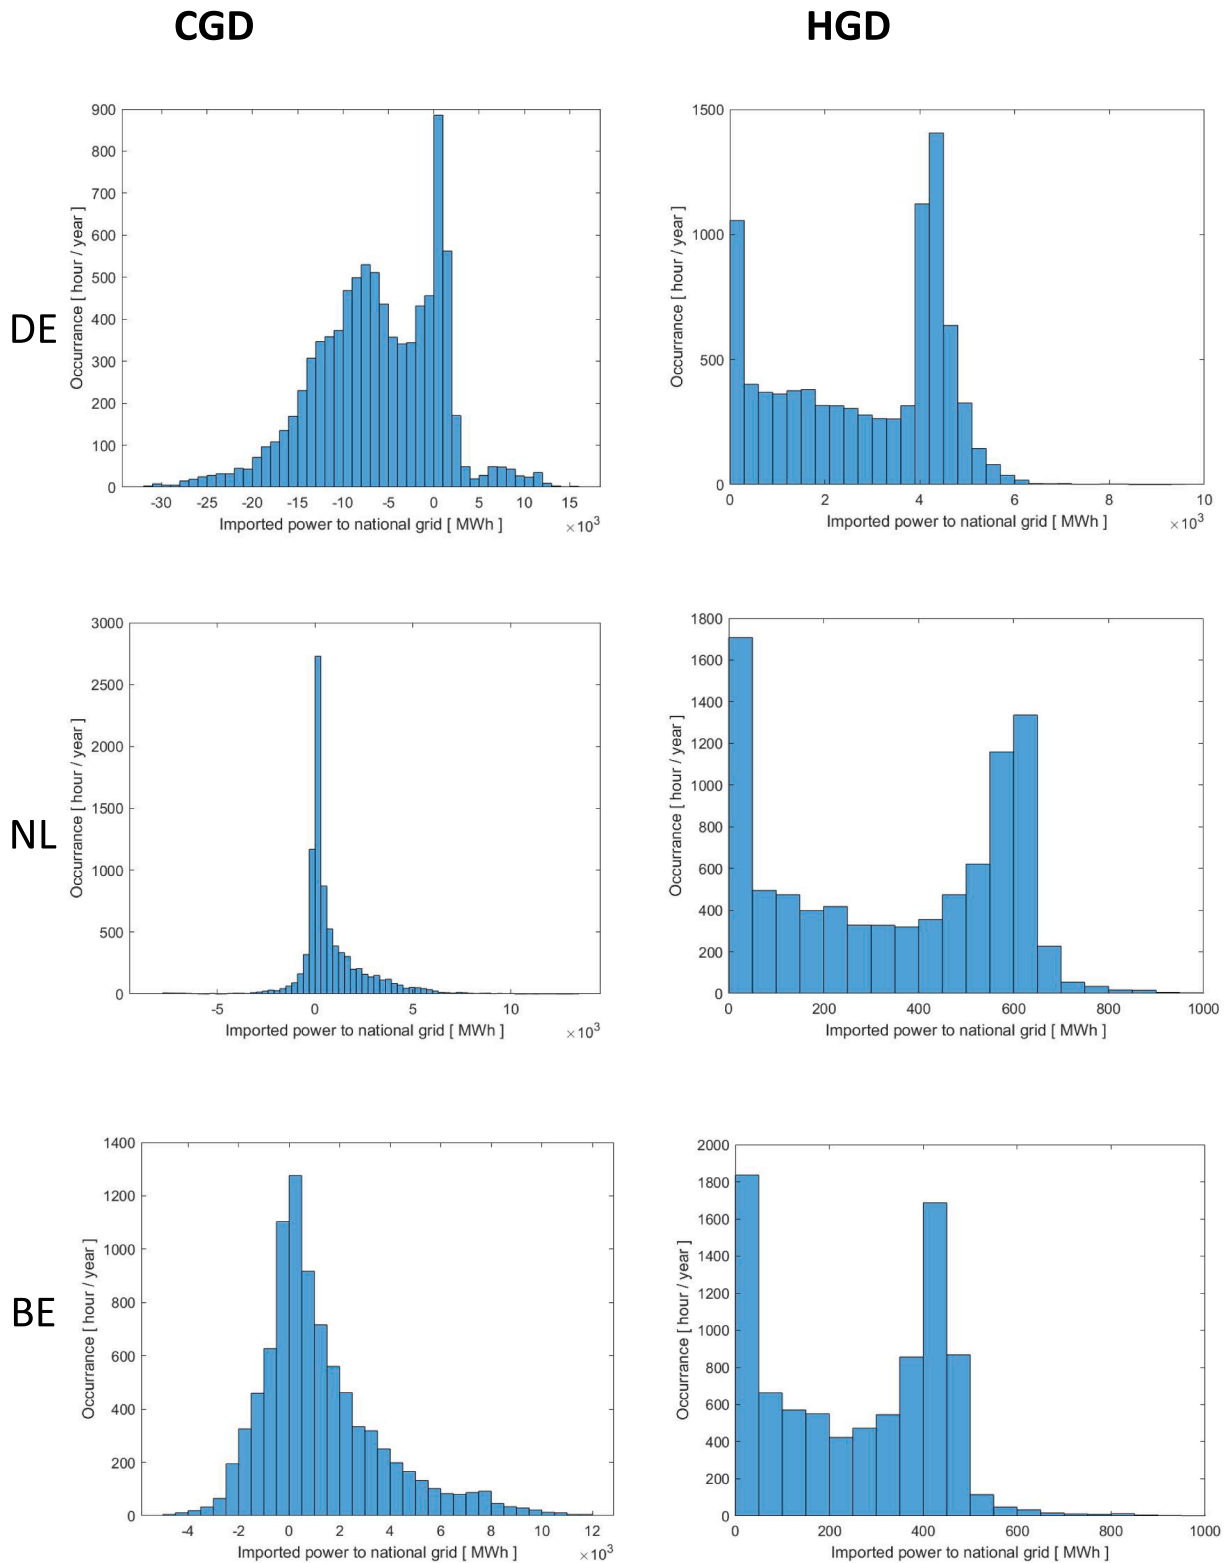 CGD HGD
DE
Occurrance [ hour / year ]
900
800
700
600
500
400
300
200
100
0
-30 -25 -20 -15 -10 -5 0 5 10 15
Imported power to national grid [ MWh ] ×10³
Occurrance [ hour / year ]
1500
1000
500
0
0 2 4 6 8 10
Imported power to national grid [ MWh ] ×10³
NL
Occurrance [ hour / year ]
3000
2500
2000
1500
1000
500
0
-5 0 5 10
Imported power to national grid [ MWh ] ×10³
Occurrance [ hour / year ]
1800
1600
1400
1200
1000
800
600
400
200
0
0 200 400 600 800 1000
Imported power to national grid [ MWh ]
BE
Occurrance [ hour / year ]
1400
1200
1000
800
600
400
200
0
-4 -2 0 2 4 6 8 10 12
Imported power to national grid [ MWh ] ×10³
Occurrance [ hour / year ]
2000
1800
1600
1400
1200
1000
800
600
400
200
0
0 200 400 600 800 1000
Imported power to national grid [ MWh ]